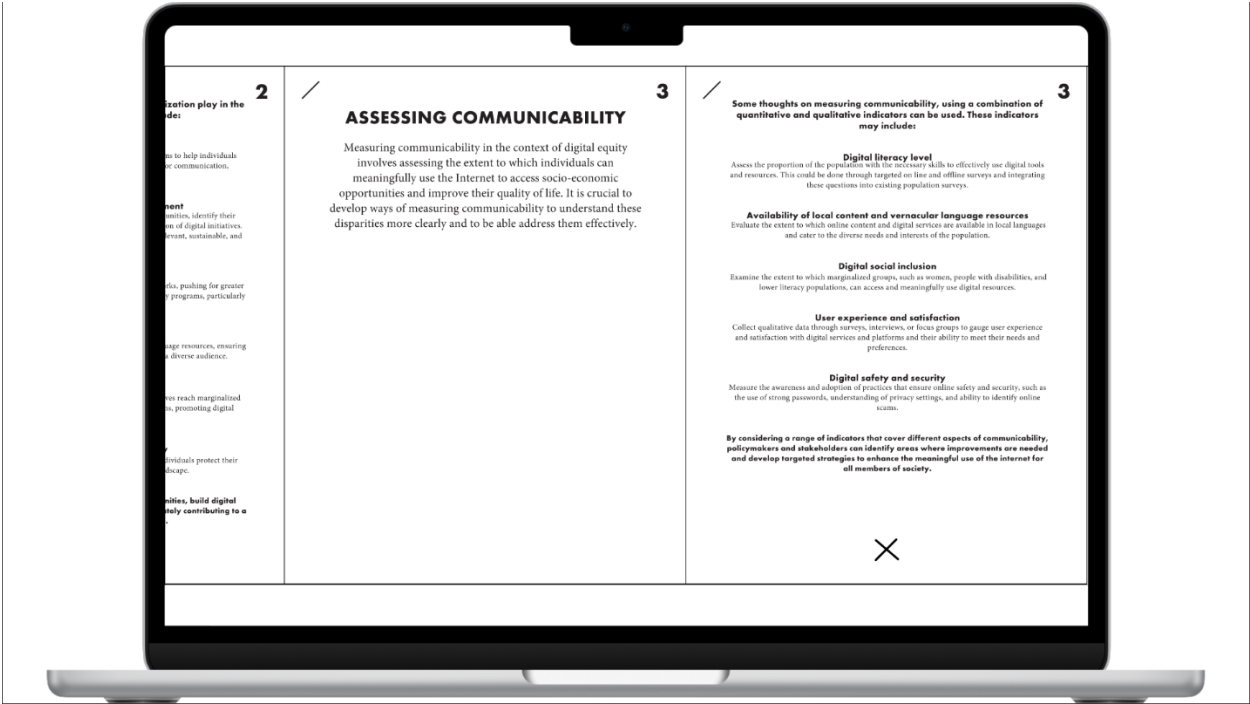 2
ization play in the
de:
ns to help individuals
or communication,
ment
unities, identify their
on of digital initiatives.
levant, sustainable, and
rks, pushing for greater
y programs, particularly
uage resources, ensuring
a diverse audience.
ves reach marginalized
ns, promoting digital
y
dividuals protect their
dscape.
nities, build digital
tely contributing to a
3
ASSESSING COMMUNICABILITY
Measuring communicability in the context of digital equity
involves assessing the extent to which individuals can
meaningfully use the Internet to access socio-economic
opportunities and improve their quality of life. It is crucial to
develop ways of measuring communicability to understand these
disparities more clearly and to be able address them effectively.
3
Some thoughts on measuring communicability, using a combination of
quantitative and qualitative indicators can be used. These indicators
may include:
Digital literacy level
Assess the proportion of the population with the necessary skills to effectively use digital tools
and resources. This could be done through targeted on line and offline surveys and integrating
these questions into existing population surveys.
Availability of local content and vernacular language resources
Evaluate the extent to which online content and digital services are available in local languages
and cater to the diverse needs and interests of the population.
Digital social inclusion
Examine the extent to which marginalized groups, such as women, people with disabilities, and
lower literacy populations, can access and meaningfully use digital resources.
User experience and satisfaction
Collect qualitative data through surveys, interviews, or focus groups to gauge user experience
and satisfaction with digital services and platforms and their ability to meet their needs and
preferences.
Digital safety and security
Measure the awareness and adoption of practices that ensure online safety and security, such as
the use of strong passwords, understanding of privacy settings, and ability to identify online
scams.
By considering a range of indicators that cover different aspects of communicability,
policymakers and stakeholders can identify areas where improvements are needed
and develop targeted strategies to enhance the meaningful use of the internet for
all members of society.